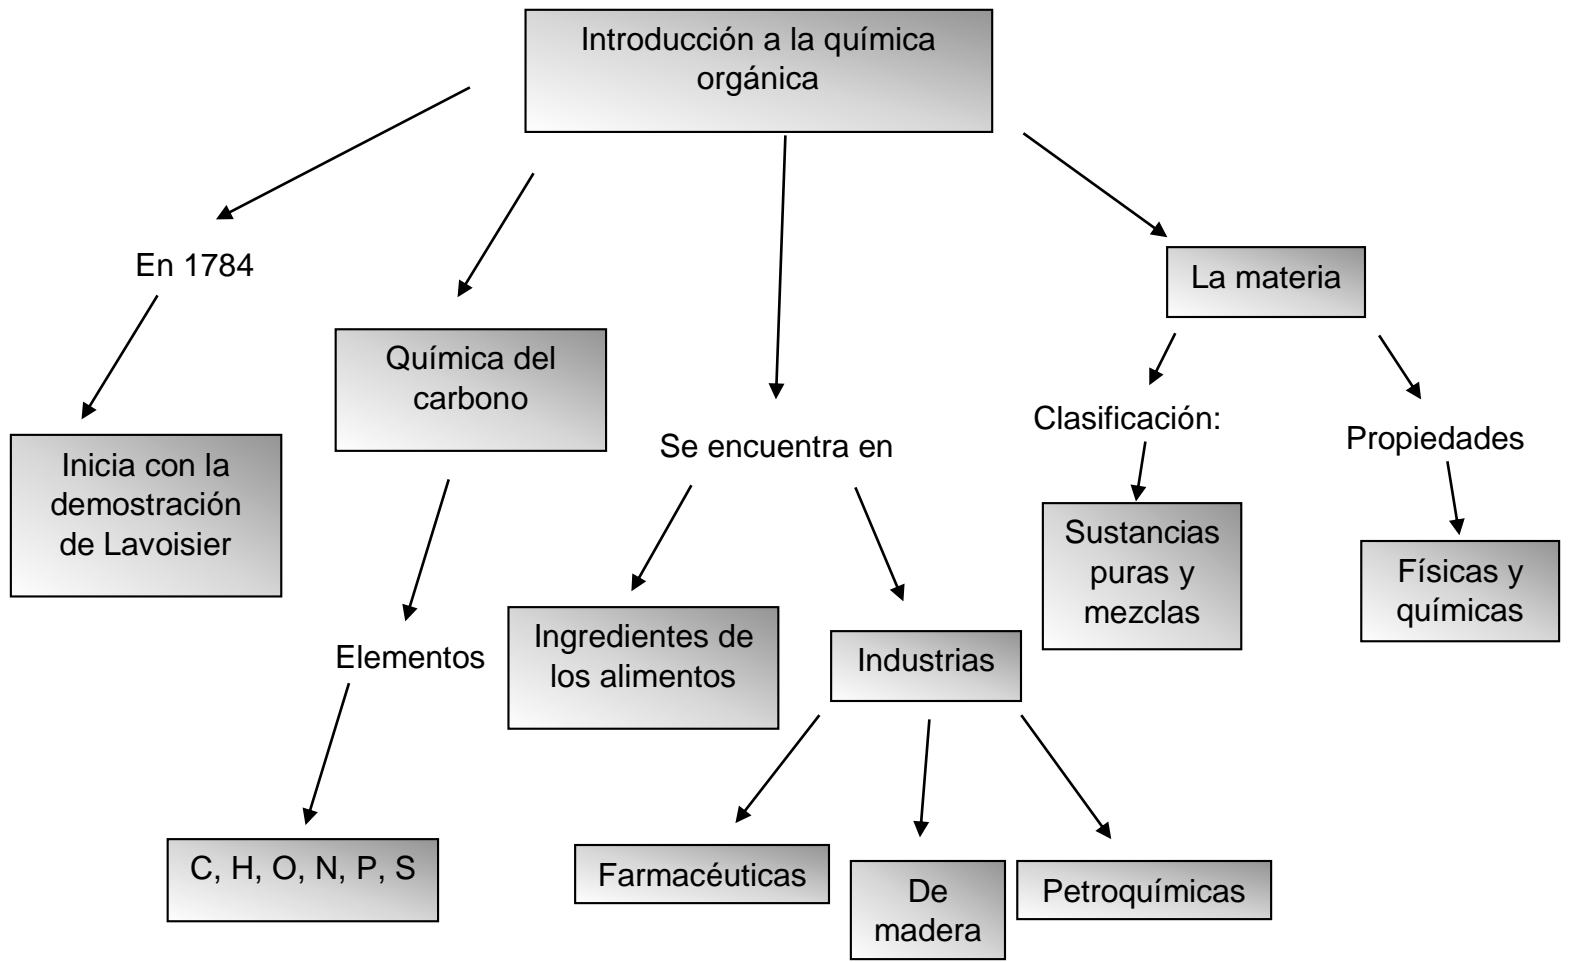 Introducción a la química
orgánica
En 1784
La materia
Química del
carbono
Clasificación:
Propiedades
Se encuentra en
Inicia con la
demostración
de Lavoisier
Sustancias
puras y
mezclas
Físicas y
químicas
Elementos
Ingredientes de
los alimentos
Industrias
C, H, O, N, P, S
Farmacéuticas
De
madera
Petroquímicas